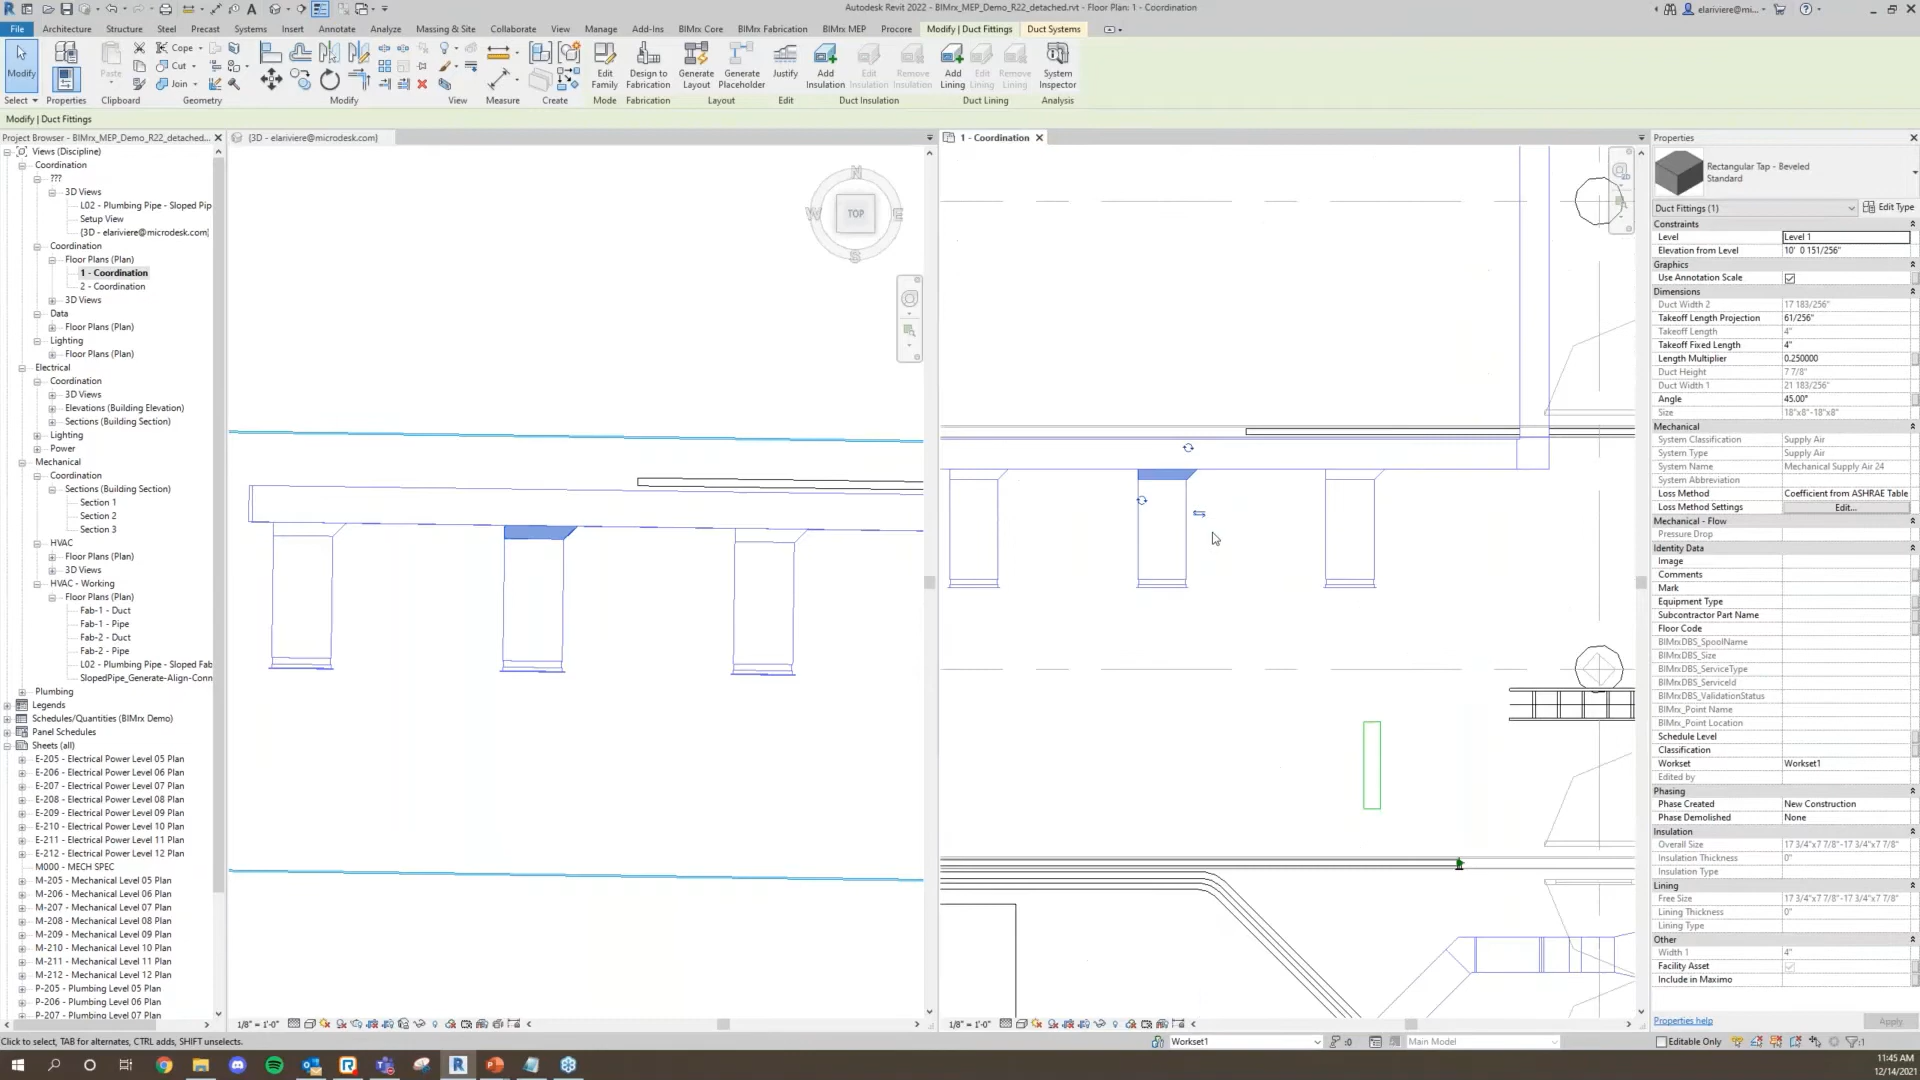 Autodesk Revit 2022 - BIMrx_MEP_Demo_R22_detached.rvt - Floor Plan: 1 - Coordination
elariviere@mi...
File Architecture Structure Steel Precast Systems Insert Annotate Analyze Massing & Site Collaborate View Manage Add-Ins BIMrx Core BIMrx Fabrication BIMrx MEP Procore Modify | Duct Fittings Duct Systems
Modify
Paste
Cope
Cut
Join
Edit Family
Design to Fabrication
Generate Layout
Generate Placeholder
Justify
Add Insulation
Edit Insulation
Remove Insulation
Add Lining
Edit Lining
Remove Lining
System Inspector
Select Properties Clipboard Geometry Modify View Measure Create Mode Fabrication Layout Edit Duct Insulation Duct Lining Analysis
Modify | Duct Fittings
Project Browser - BIMrx_MEP_Demo_R22_detached...
Views (Discipline)
Coordination
???
3D Views
L02 - Plumbing Pipe - Sloped Pip
Setup View
{3D - elariviere@microdesk.com}
Coordination
Floor Plans (Plan)
1 - Coordination
2 - Coordination
3D Views
Data
Floor Plans (Plan)
Lighting
Floor Plans (Plan)
Electrical
Coordination
3D Views
Elevations (Building Elevation)
Sections (Building Section)
Lighting
Power
Mechanical
Coordination
Sections (Building Section)
Section 1
Section 2
Section 3
HVAC
Floor Plans (Plan)
3D Views
HVAC - Working
Floor Plans (Plan)
Fab-1 - Duct
Fab-1 - Pipe
Fab-2 - Duct
Fab-2 - Pipe
L02 - Plumbing Pipe - Sloped Fab
SlopedPipe_Generate-Align-Conn
Plumbing
Legends
Schedules/Quantities (BIMrx Demo)
Panel Schedules
Sheets (all)
E-205 - Electrical Power Level 05 Plan
E-206 - Electrical Power Level 06 Plan
E-207 - Electrical Power Level 07 Plan
E-208 - Electrical Power Level 08 Plan
E-209 - Electrical Power Level 09 Plan
E-210 - Electrical Power Level 10 Plan
E-211 - Electrical Power Level 11 Plan
E-212 - Electrical Power Level 12 Plan
M000 - MECH SPEC
M-205 - Mechanical Level 05 Plan
M-206 - Mechanical Level 06 Plan
M-207 - Mechanical Level 07 Plan
M-208 - Mechanical Level 08 Plan
M-209 - Mechanical Level 09 Plan
M-210 - Mechanical Level 10 Plan
M-211 - Mechanical Level 11 Plan
M-212 - Mechanical Level 12 Plan
P-205 - Plumbing Level 05 Plan
P-206 - Plumbing Level 06 Plan
P-207 - Plumbing Level 07 Plan
{3D - elariviere@microdesk.com}
N
W TOP E
S
1/8" = 1'-0"
1 - Coordination
1/8" = 1'-0"
Properties
Rectangular Tap - Beveled
Standard
Duct Fittings (1) Edit Type
Constraints
Level Level 1
Elevation from Level 10' 0 151/256"
Graphics
Use Annotation Scale
Dimensions
Duct Width 2 17 183/256"
Takeoff Length Projection 61/256"
Takeoff Length 4"
Takeoff Fixed Length 4"
Length Multiplier 0.250000
Duct Height 7 7/8"
Duct Width 1 21 183/256"
Angle 45.00°
Size 18"x8"-18"x8"
Mechanical
System Classification Supply Air
System Type Supply Air
System Name Mechanical Supply Air 24
System Abbreviation
Loss Method Coefficient from ASHRAE Table
Loss Method Settings Edit...
Mechanical - Flow
Pressure Drop
Identity Data
Image
Comments
Mark
Equipment Type
Subcontractor Part Name
Floor Code
BIMrxDBS_SpoolName
BIMrxDBS_Size
BIMrxDBS_ServiceType
BIMrxDBS_ServiceId
BIMrxDBS_ValidationStatus
BIMrx_Point Name
BIMrx_Point Location
Schedule Level
Classification
Workset Workset1
Edited by
Phasing
Phase Created New Construction
Phase Demolished None
Insulation
Overall Size 17 3/4"x7 7/8"-17 3/4"x7 7/8"
Insulation Thickness 0"
Insulation Type
Lining
Free Size 17 3/4"x7 7/8"-17 3/4"x7 7/8"
Lining Thickness 0"
Lining Type
Other
Width 1 4"
Facility Asset
Include in Maximo
Properties help Apply
Click to select, TAB for alternates, CTRL adds, SHIFT unselects.
Workset1 :0 Main Model Editable Only :1
11:45 AM
12/14/2021